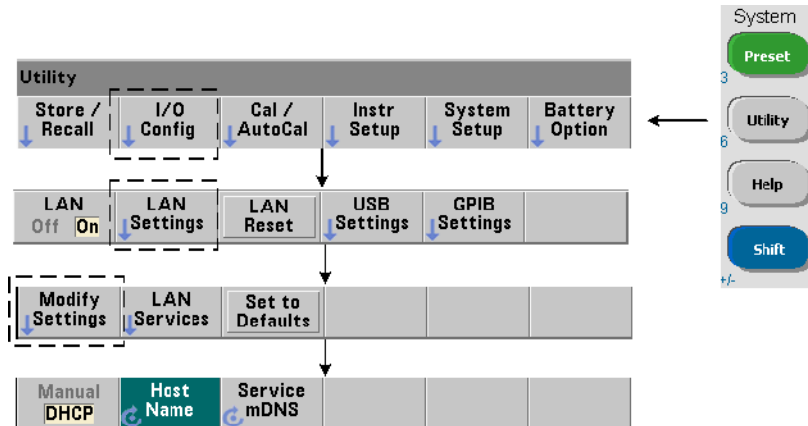 System
Preset
3
Utility
6
Help
9
Shift
+/-
Utility
Store / Recall
I/O Config
Cal / AutoCal
Instr Setup
System Setup
Battery Option
LAN Off On
LAN Settings
LAN Reset
USB Settings
GPIB Settings
Modify Settings
LAN Services
Set to Defaults
Manual DHCP
Host Name
Service mDNS